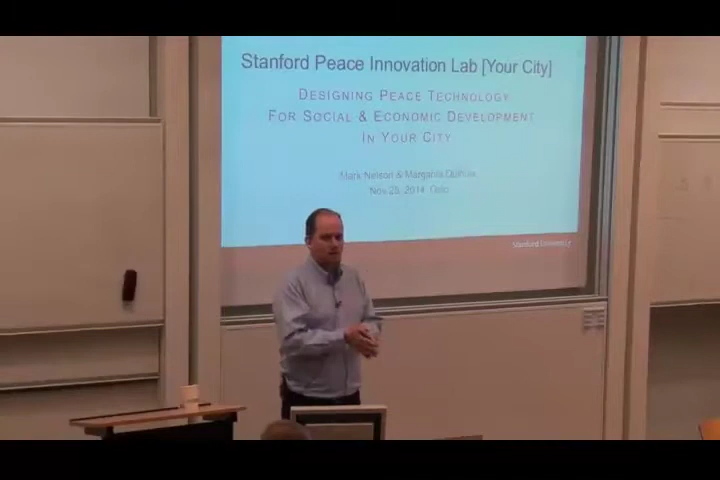 Stanford Peace Innovation Lab [Your City]
DESIGNING PEACE TECHNOLOGY
FOR SOCIAL & ECONOMIC DEVELOPMENT
IN YOUR CITY
Mark Nelson & Margarita
Nov 25, 2014 Oslo
Stanford University